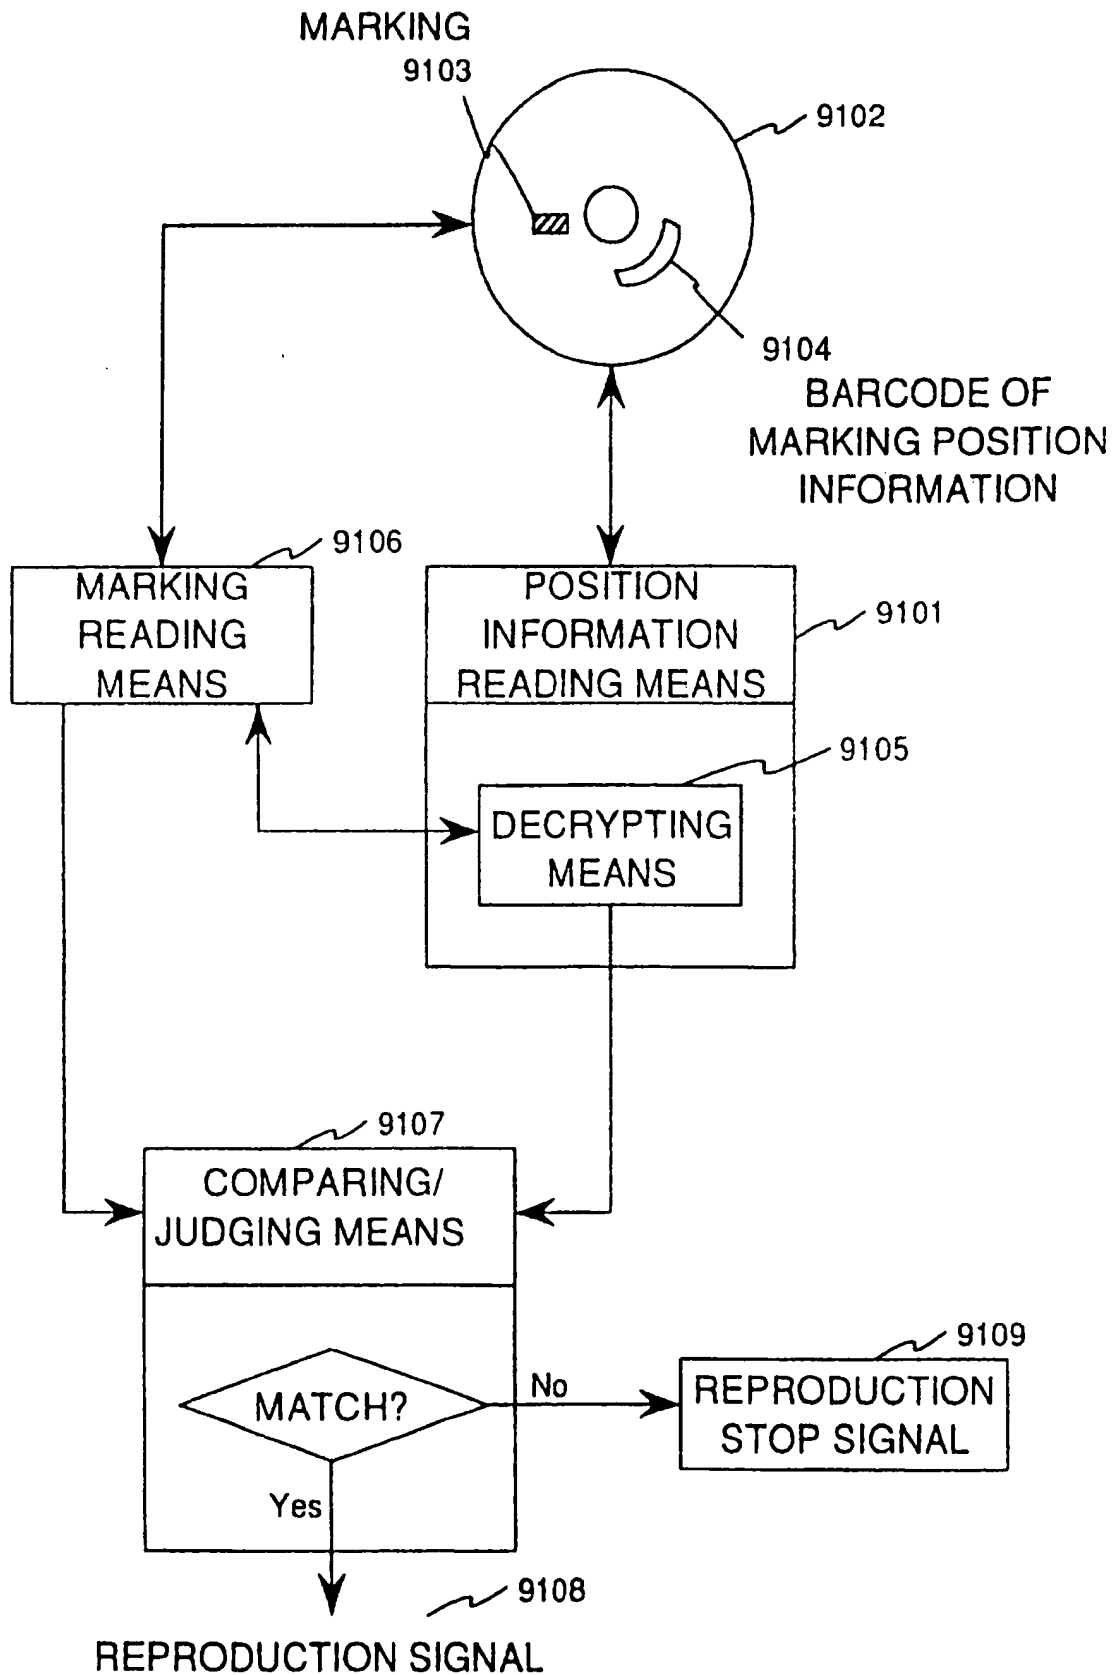 MARKING
9103
9102
9104
BARCODE OF
MARKING POSITION
INFORMATION
9106
MARKING
READING
MEANS
POSITION
INFORMATION
READING MEANS
9101
9105
DECRYPTING
MEANS
9107
COMPARING/
JUDGING MEANS
MATCH?
No
Yes
9109
REPRODUCTION
STOP SIGNAL
9108
REPRODUCTION SIGNAL